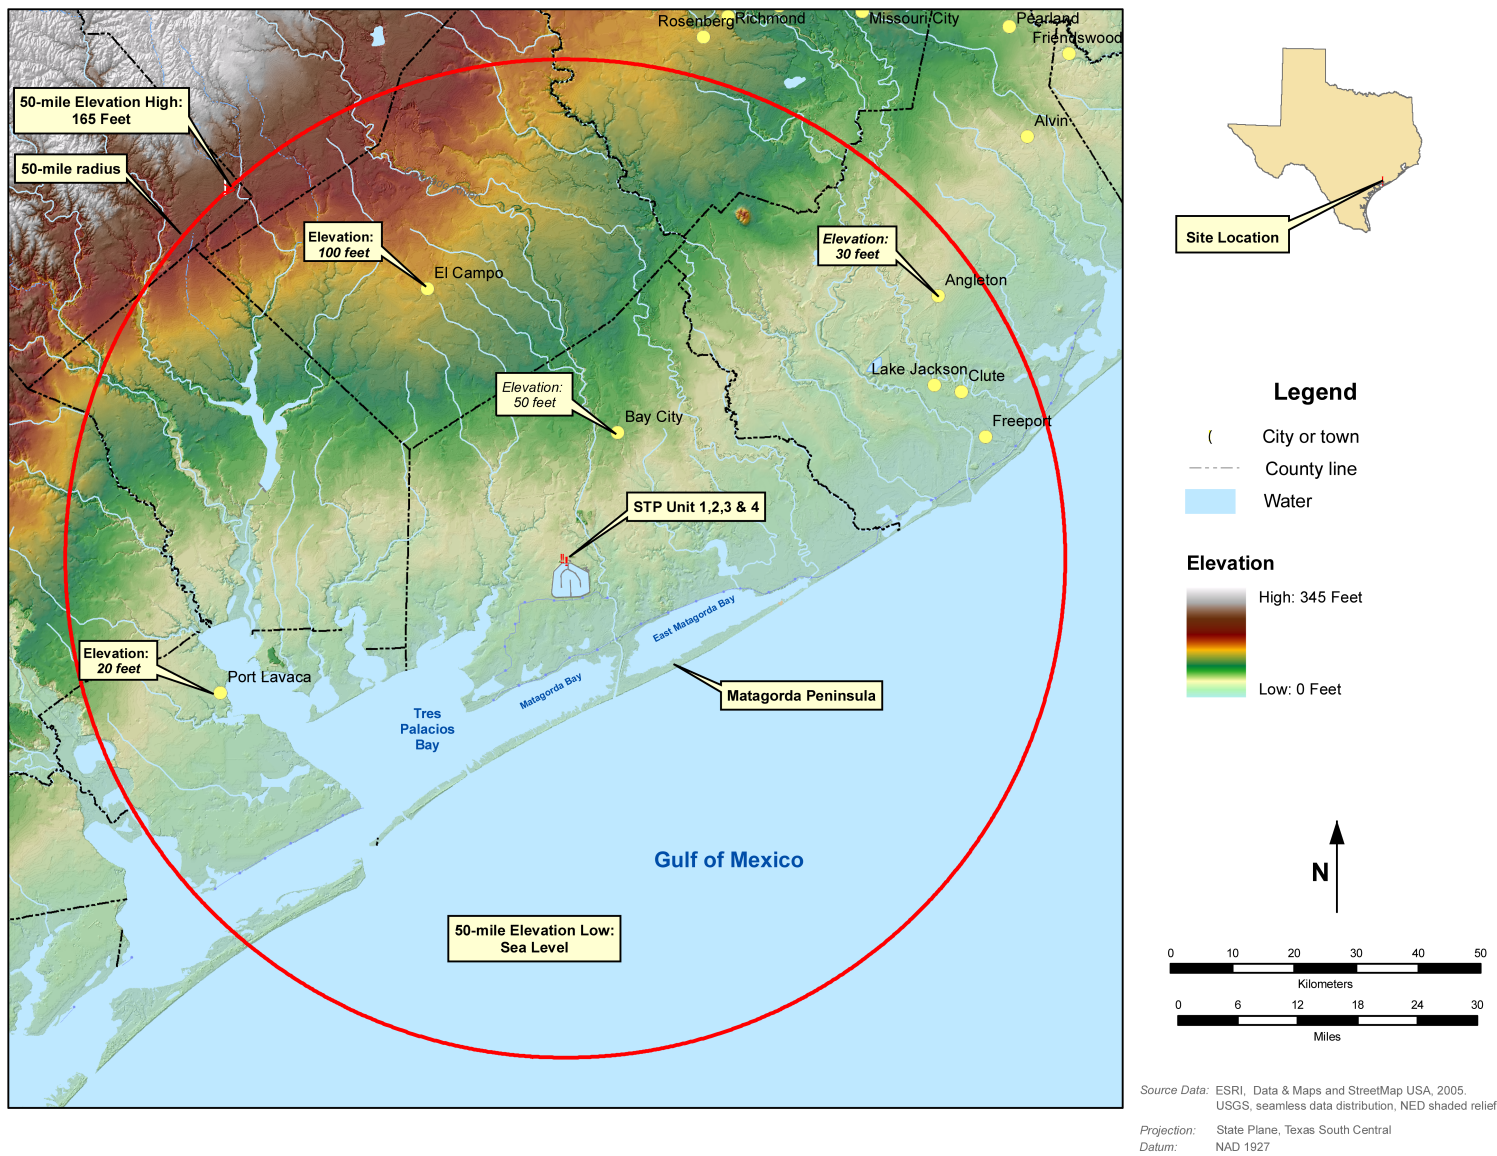 Rosenberg
Richmond
Missouri City
Pearland
Friendswood
50-mile Elevation High:
165 Feet
Alvin
50-mile radius
Elevation:
100 feet
El Campo
Elevation:
30 feet
Angleton
Lake Jackson
Clute
Elevation:
50 feet
Bay City
Freeport
STP Unit 1,2,3 & 4
East Matagorda Bay
Elevation:
20 feet
Port Lavaca
Matagorda Bay
Matagorda Peninsula
Tres
Palacios
Bay
Gulf of Mexico
50-mile Elevation Low:
Sea Level
Site Location
Legend
City or town
County line
Water
Elevation
High: 345 Feet
Low: 0 Feet
N
0 10 20 30 40 50
Kilometers
0 6 12 18 24 30
Miles
Source Data: ESRI, Data & Maps and StreetMap USA, 2005.
USGS, seamless data distribution, NED shaded relief
Projection: State Plane, Texas South Central
Datum: NAD 1927